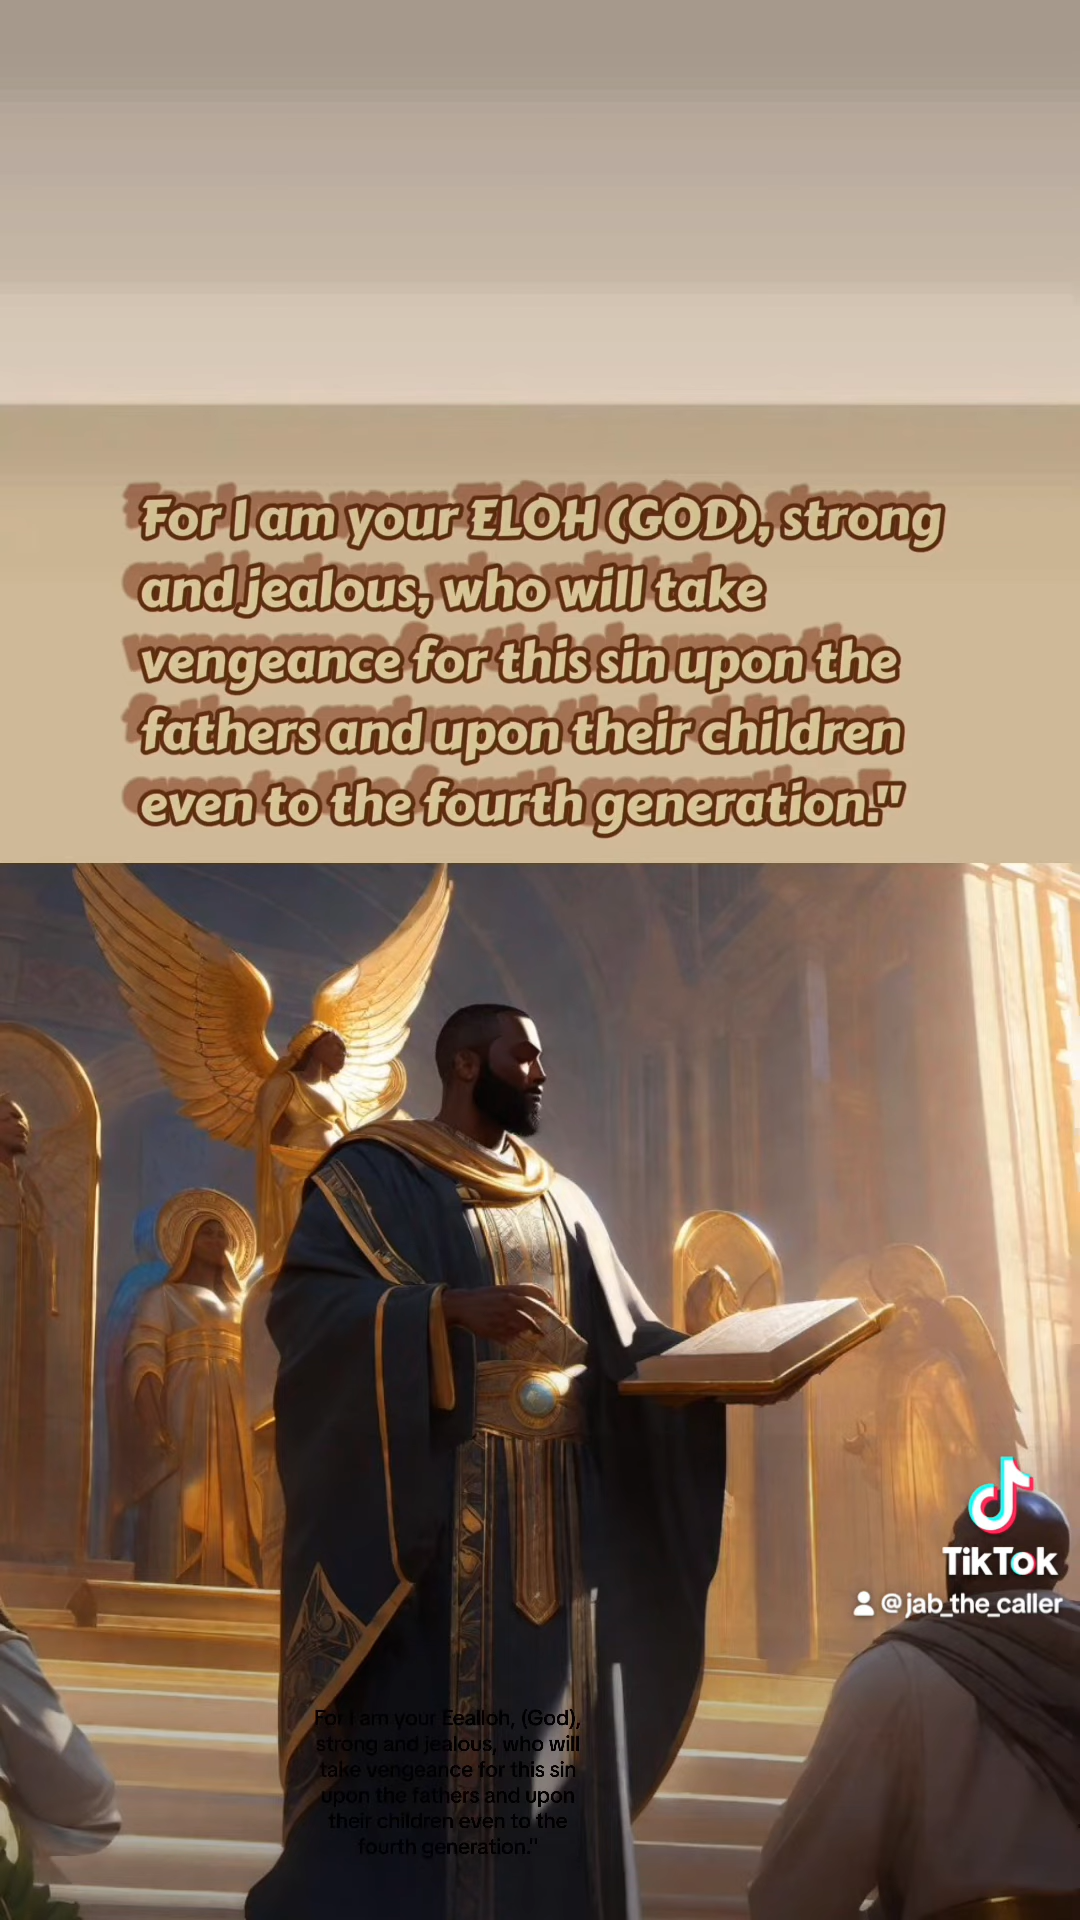 For I am your ELOH (GOD), strong
and jealous, who will take
vengeance for this sin upon the
fathers and upon their children
even to the fourth generation."
TikTok
@jab_the_caller
For I am your Eealloh, (God),
strong and jealous, who will
take vengeance for this sin
upon the fathers and upon
their children even to the
fourth generation."